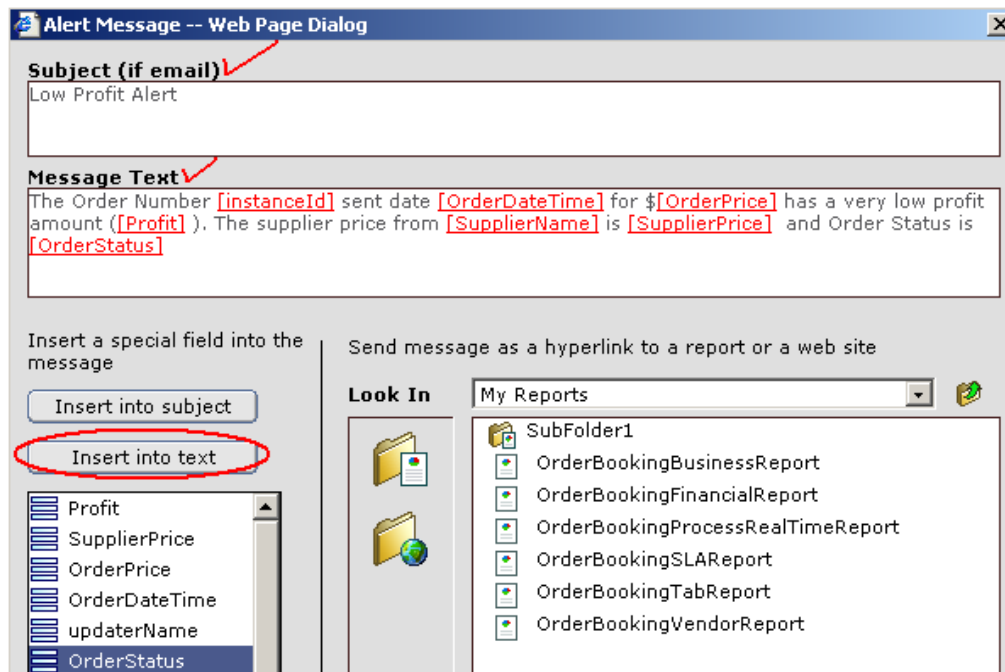 Alert Message -- Web Page Dialog
Subject (if email)
Low Profit Alert
Message Text
The Order Number [instanceId] sent date [OrderDateTime] for $[OrderPrice] has a very low profit
amount ([Profit] ). The supplier price from [SupplierName] is [SupplierPrice]  and Order Status is
[OrderStatus]
Insert a special field into the
message
Insert into subject
Insert into text
Profit
SupplierPrice
OrderPrice
OrderDateTime
updaterName
OrderStatus
Send message as a hyperlink to a report or a web site
Look In
My Reports
SubFolder1
OrderBookingBusinessReport
OrderBookingFinancialReport
OrderBookingProcessRealTimeReport
OrderBookingSLAReport
OrderBookingTabReport
OrderBookingVendorReport